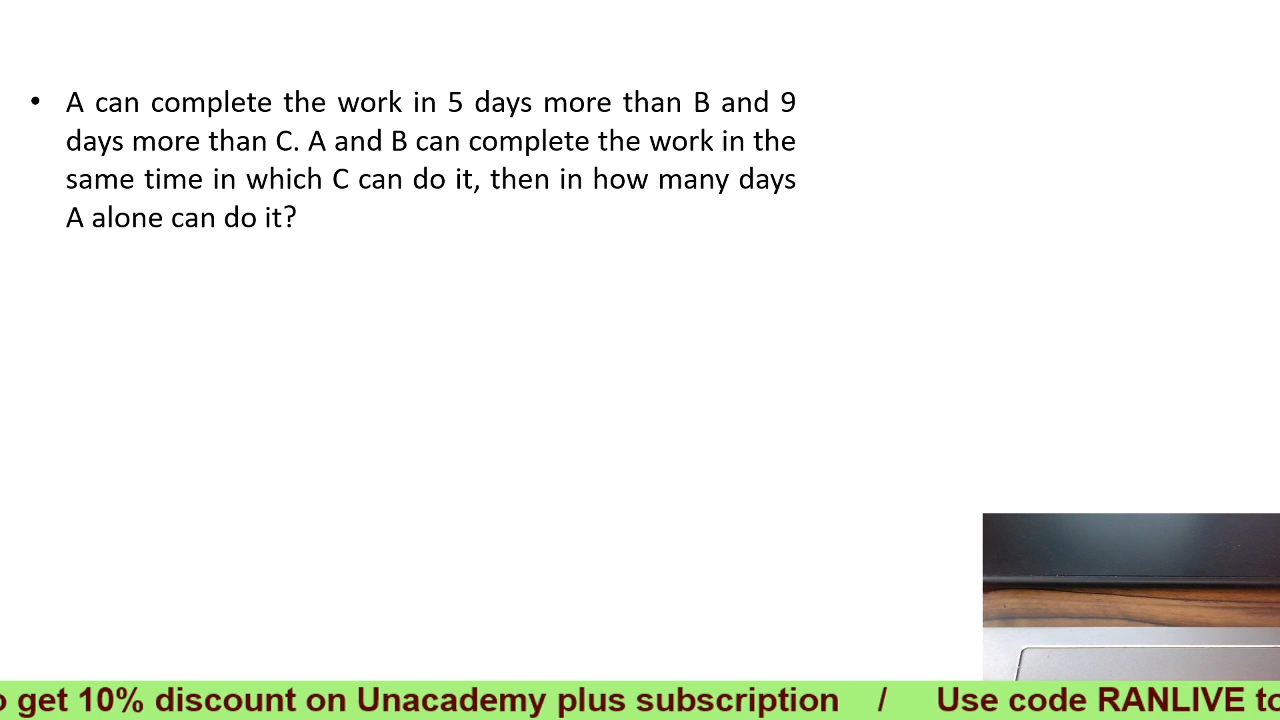 • A can complete the work in 5 days more than B and 9
days more than C. A and B can complete the work in the
same time in which C can do it, then in how many days
A alone can do it?
o get 10% discount on Unacademy plus subscription / Use code RANLIVE to